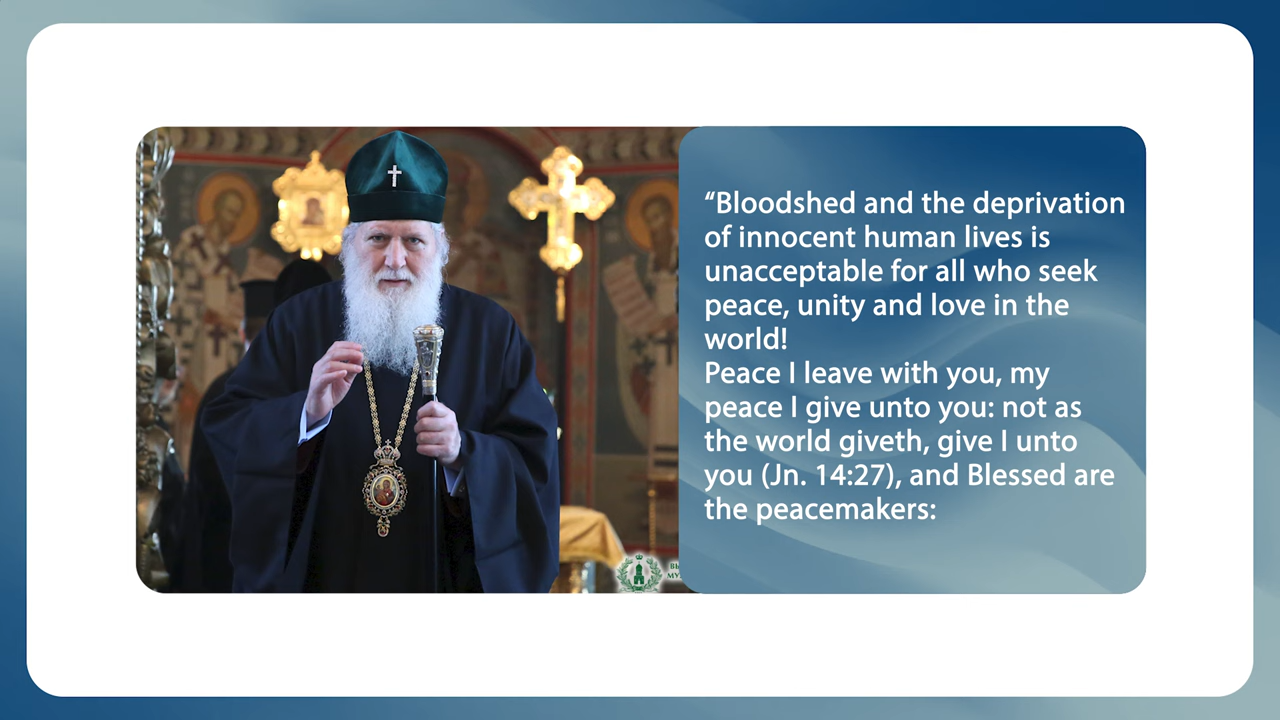 “Bloodshed and the deprivation
of innocent human lives is
unacceptable for all who seek
peace, unity and love in the
world!
Peace I leave with you, my
peace I give unto you: not as
the world giveth, give I unto
you (Jn. 14:27), and Blessed are
the peacemakers: